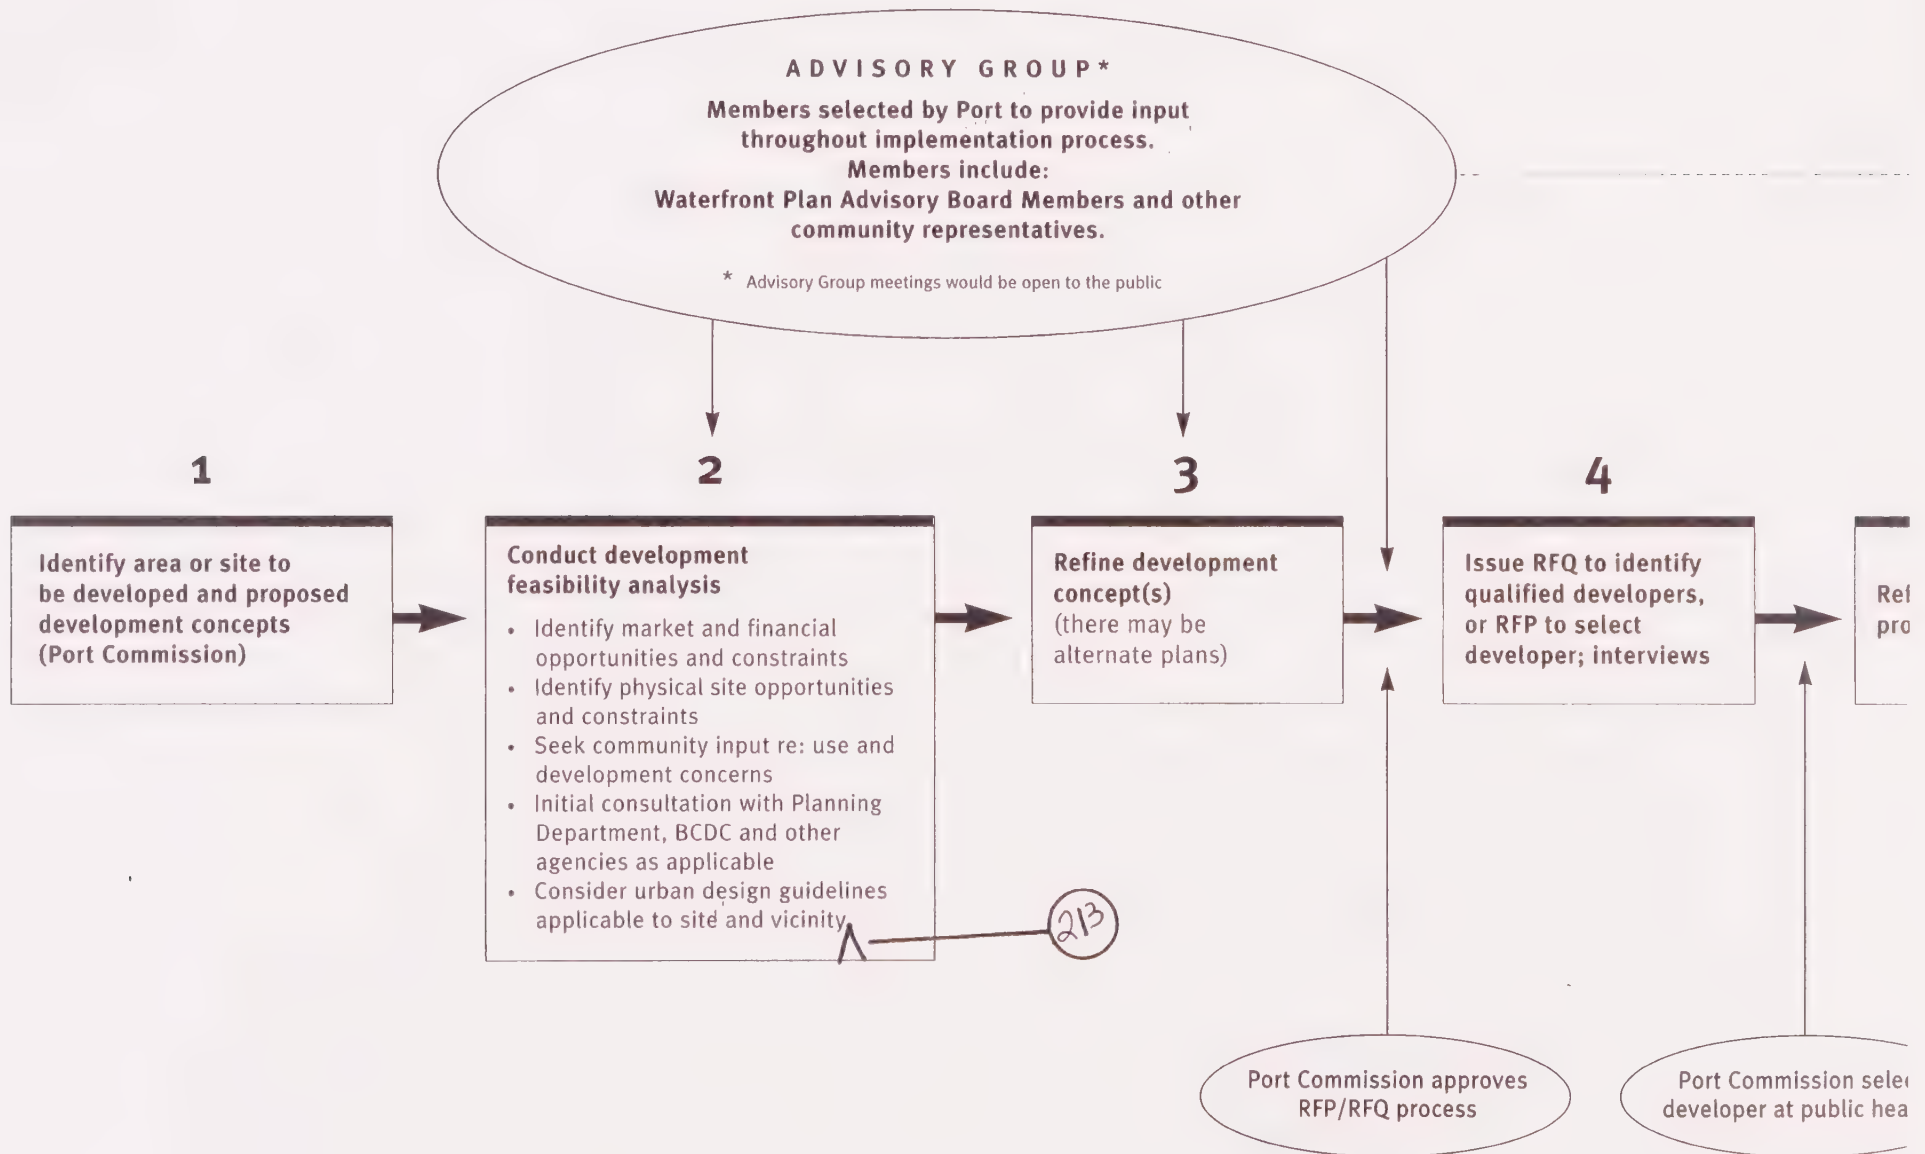 ADVISORY GROUP*
Members selected by Port to provide input
throughout implementation process.
Members include:
Waterfront Plan Advisory Board Members and other
community representatives.
* Advisory Group meetings would be open to the public
1
Identify area or site to
be developed and proposed
development concepts
(Port Commission)
2
Conduct development
feasibility analysis
• Identify market and financial
opportunities and constraints
• Identify physical site opportunities
and constraints
• Seek community input re: use and
development concerns
• Initial consultation with Planning
Department, BCDC and other
agencies as applicable
• Consider urban design guidelines
applicable to site and vicinity
213
3
Refine development
concept(s)
(there may be
alternate plans)
4
Issue RFQ to identify
qualified developers,
or RFP to select
developer; interviews
Port Commission approves
RFP/RFQ process
Port Commission
developer at public